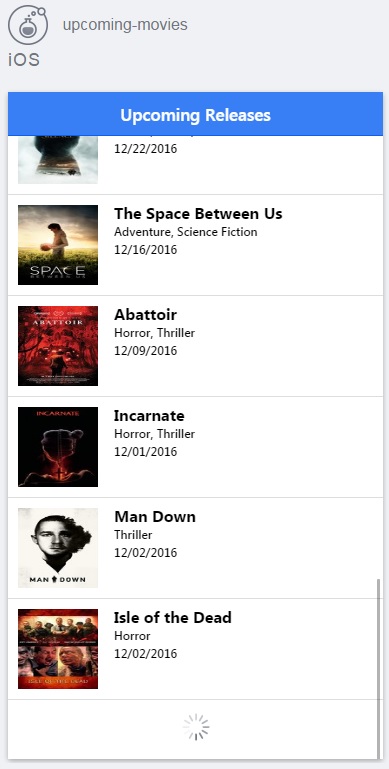 upcoming-movies
iOS
Upcoming Releases
12/22/2016
The Space Between Us
Adventure, Science Fiction
12/16/2016
SPACE
BETWEEN US
Abattoir
Horror, Thriller
12/09/2016
ABATTOIR
Incarnate
Horror, Thriller
12/01/2016
INCARNATE
Man Down
Thriller
12/02/2016
MAN DOWN
Isle of the Dead
Horror
12/02/2016
ISLE OF THE DEAD